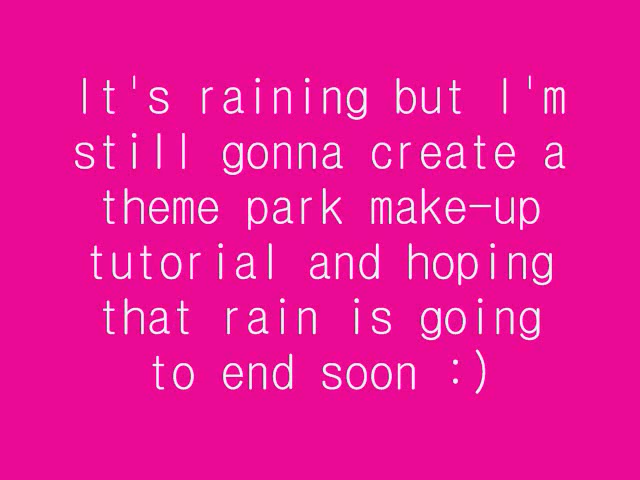 It's raining but I'm
still gonna create a
theme park make-up
tutorial and hoping
that rain is going
to end soon :)